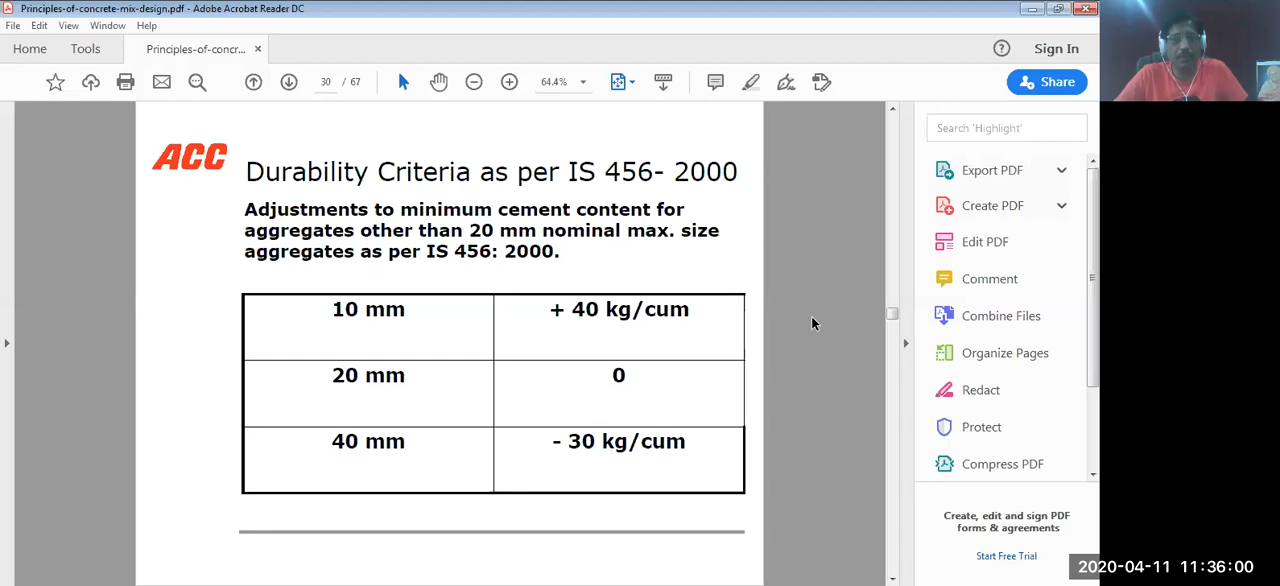 Principles-of-concrete-mix-design.pdf - Adobe Acrobat Reader DC
File Edit View Window Help
Home Tools Principles-of-concr... × Sign In
30 / 67 64.4% Share
ACC
Durability Criteria as per IS 456- 2000
Adjustments to minimum cement content for
aggregates other than 20 mm nominal max. size
aggregates as per IS 456: 2000.
10 mm + 40 kg/cum
20 mm 0
40 mm - 30 kg/cum
Search 'Highlight'
Export PDF
Create PDF
Edit PDF
Comment
Combine Files
Organize Pages
Redact
Protect
Compress PDF
Create, edit and sign PDF
forms & agreements
Start Free Trial
2020-04-11 11:36:00